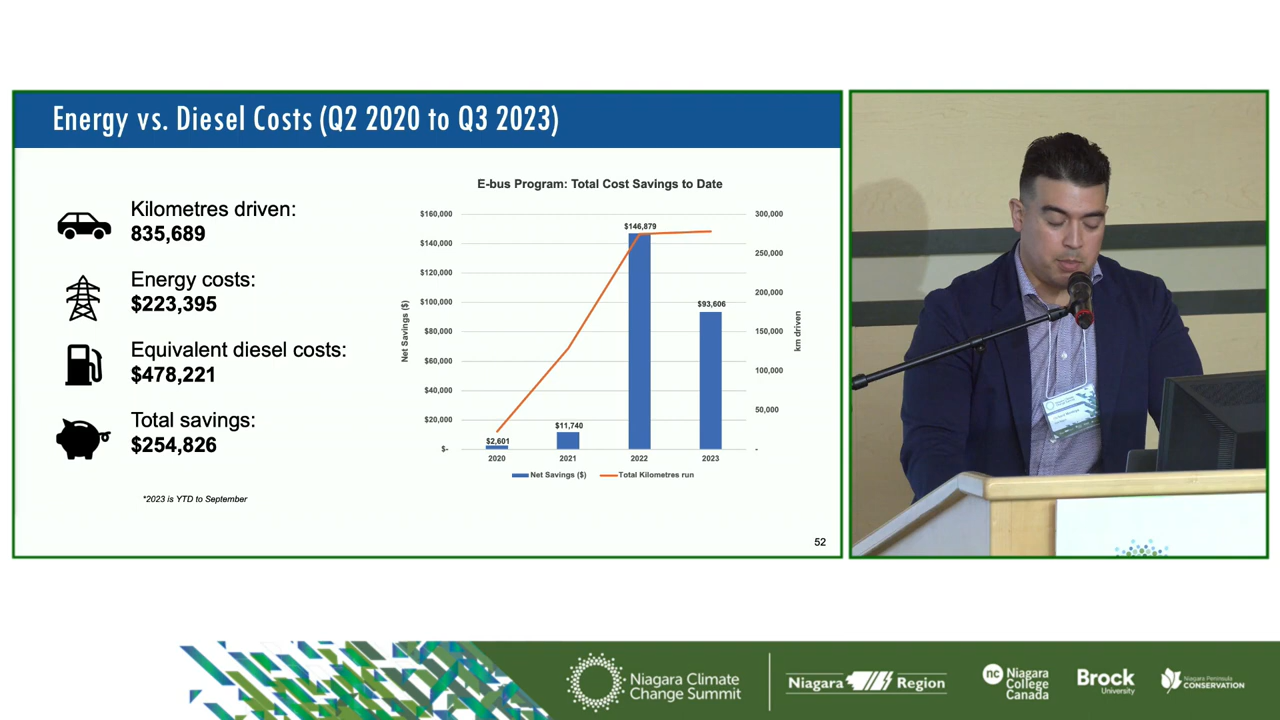 Energy vs. Diesel Costs (Q2 2020 to Q3 2023)
Kilometres driven:
835,689
Energy costs:
$223,395
Equivalent diesel costs:
$478,221
Total savings:
$254,826
*2023 is YTD to September
E-bus Program: Total Cost Savings to Date
Net Savings ($)
$160,000
$140,000
$120,000
$100,000
$80,000
$60,000
$40,000
$20,000
$-
$2,601
$11,740
$146,879
$93,606
2020
2021
2022
2023
300,000
250,000
200,000
150,000
100,000
50,000
-
km driven
Net Savings ($)
Total Kilometres run
52
Niagara Climate
Change Summit
Niagara Region
nc Niagara
College
Canada
Brock
University
Niagara Peninsula
CONSERVATION